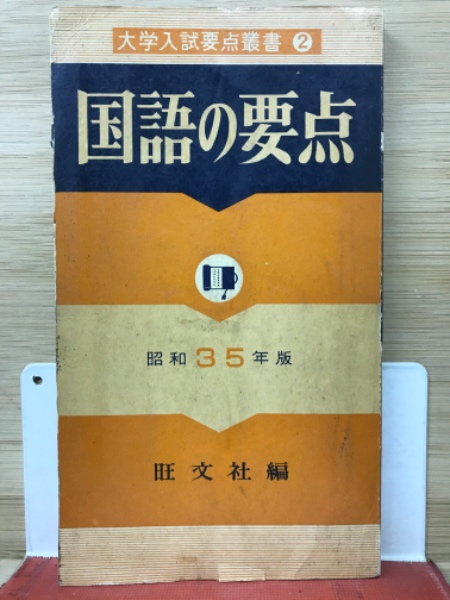 大学入試要点叢書 2
国語の要点
昭和35年版
旺文社編